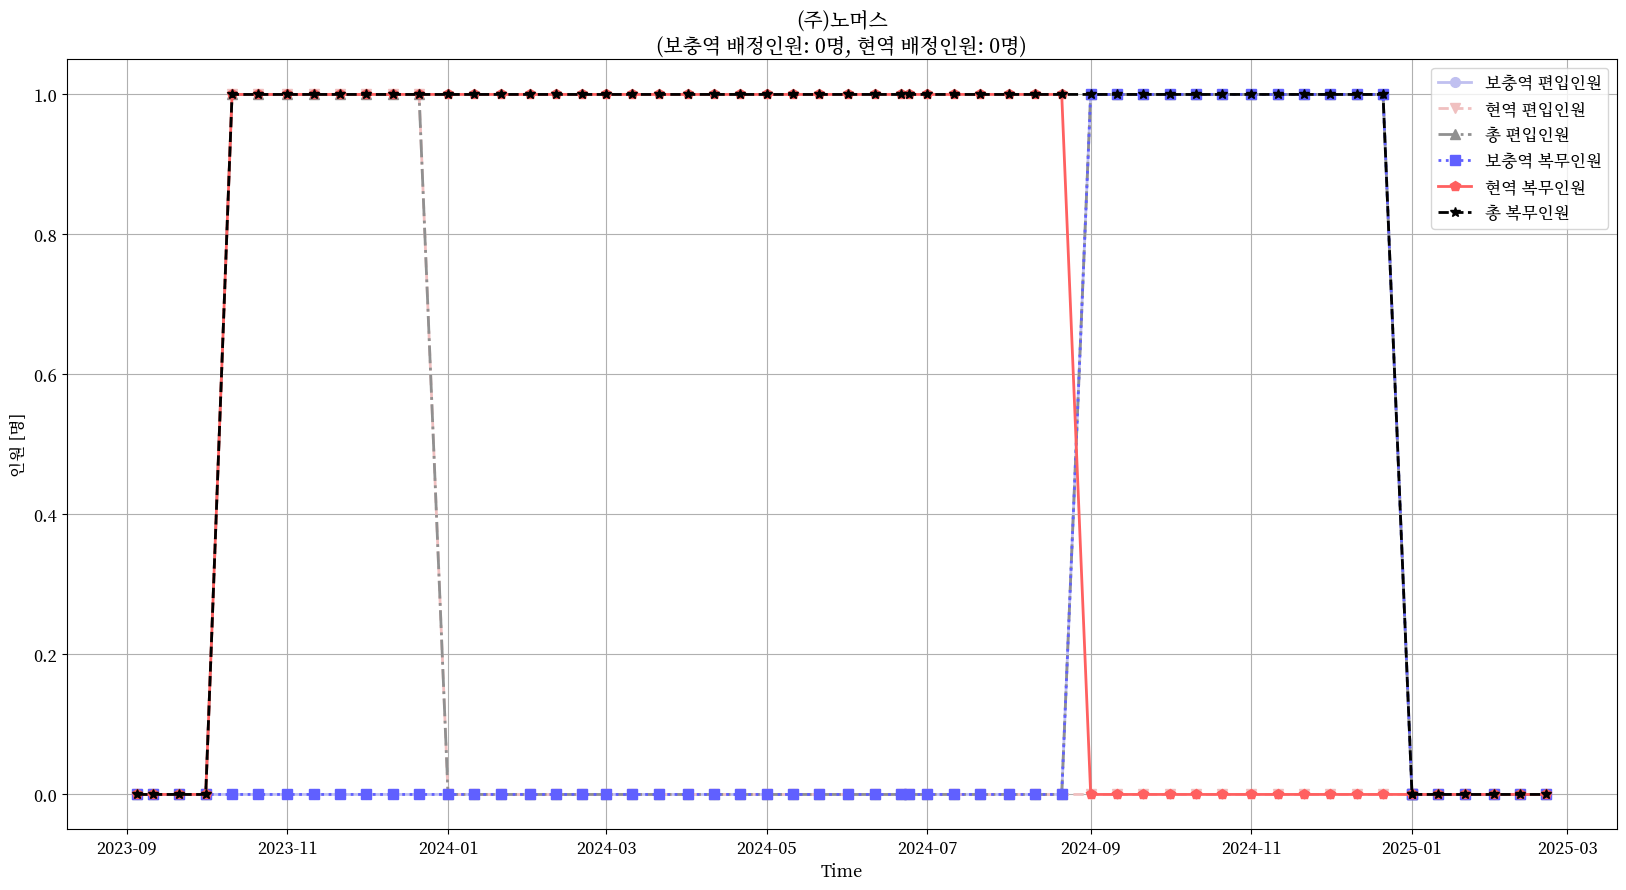 (주)노머스
(보충역 배정인원: 0명, 현역 배정인원: 0명)
보충역 편입인원
현역 편입인원
총 편입인원
보충역 복무인원
현역 복무인원
총 복무인원
인원 [명]
1.0
0.8
0.6
0.4
0.2
0.0
2023-09 2023-11 2024-01 2024-03 2024-05 2024-07 2024-09 2024-11 2025-01 2025-03
Time